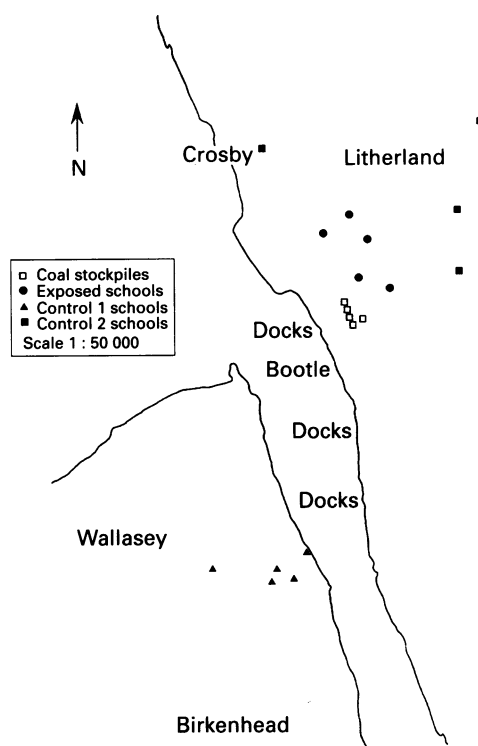 Crosby
Litherland
N
Coal stockpiles
Exposed schools
Control 1 schools
Control 2 schools
Scale 1 : 50 000
Docks
Bootle
Docks
Docks
Wallasey
Birkenhead